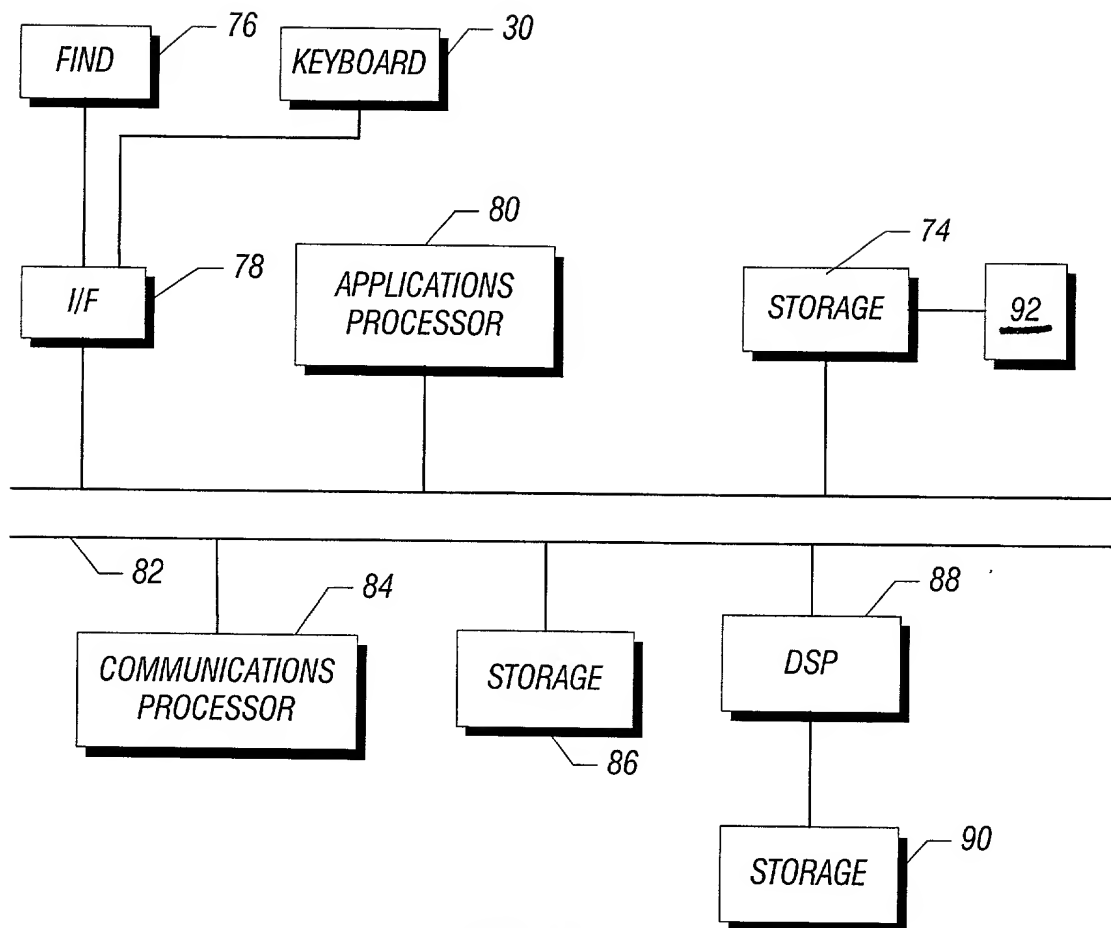 76
30
FIND
KEYBOARD
80
74
78
I/F
APPLICATIONS
PROCESSOR
STORAGE
92
82
84
88
COMMUNICATIONS
PROCESSOR
STORAGE
DSP
86
90
STORAGE